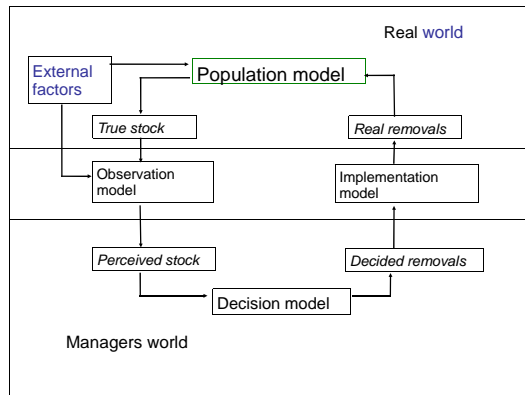 Real world
External
factors
Population model
True stock
Real removals
Observation
model
Implementation
model
Perceived stock
Decided removals
Decision model
Managers world